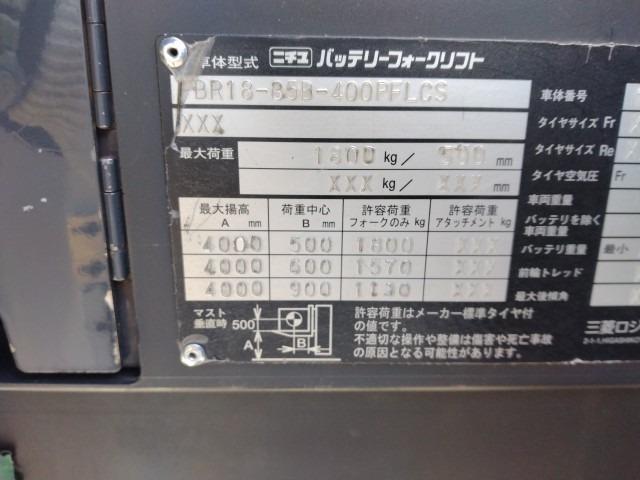 車体型式 ニチユ バッテリーフォークリフト
FBR18-B5B-400PFLCS 車体番号
XXX タイヤサイズ Fr
最大荷重 1800 kg / 500 mm タイヤサイズ Re
XXX kg / XXX mm タイヤ空気圧 Fr
車両重量
最大揚高 荷重中心 許容荷重 許容荷重 バッテリを除く
A mm B mm フォークのみ kg アタッチメント kg 車両重量
4000 500 1800 XXX バッテリ重量 最小
4000 600 1570 XXX 前輪トレッド
4000 900 XXX 最大後傾角
マスト 500 許容荷重はメーカー標準タイヤ付
垂直時 の値です。 三菱ロジ
A B 不適切な操作や整備は傷害や死亡事故
の原因となる可能性があります。 2-1-1,HIGASHIKOT